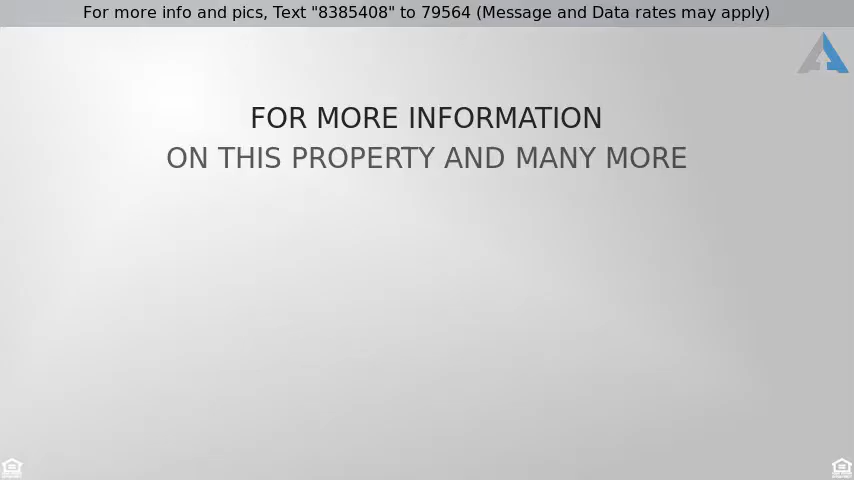 For more info and pics, Text "8385408" to 79564 (Message and Data rates may apply)
FOR MORE INFORMATION
ON THIS PROPERTY AND MANY MORE